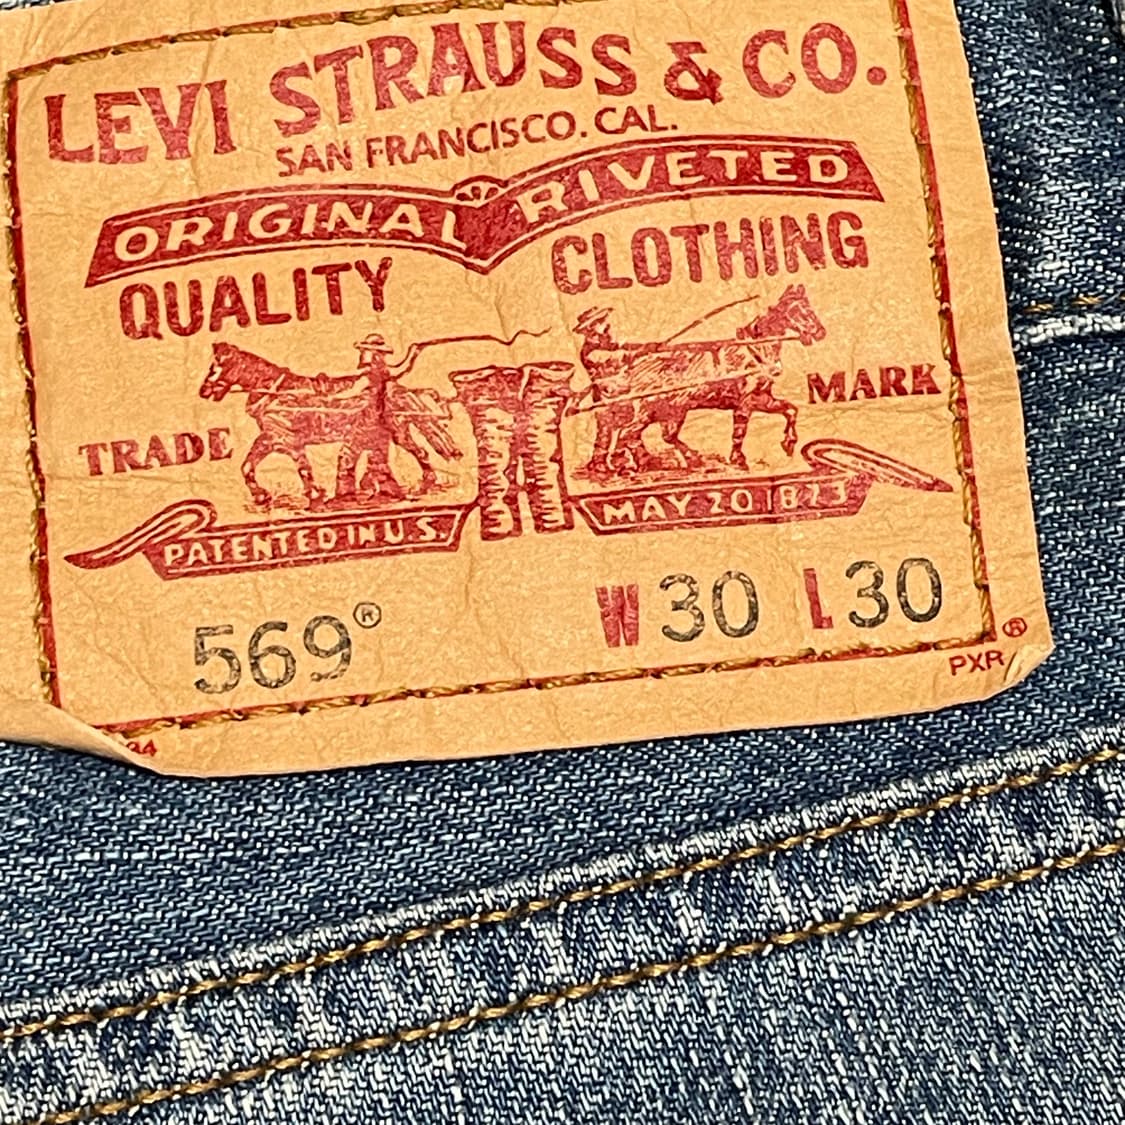 LEVI STRAUSS & CO.
SAN FRANCISCO. CAL.
ORIGINAL RIVETED
QUALITY CLOTHING
TRADE MARK
PATENTED IN U.S. MAY 20 1873
569® W 30 L 30
PXR ®